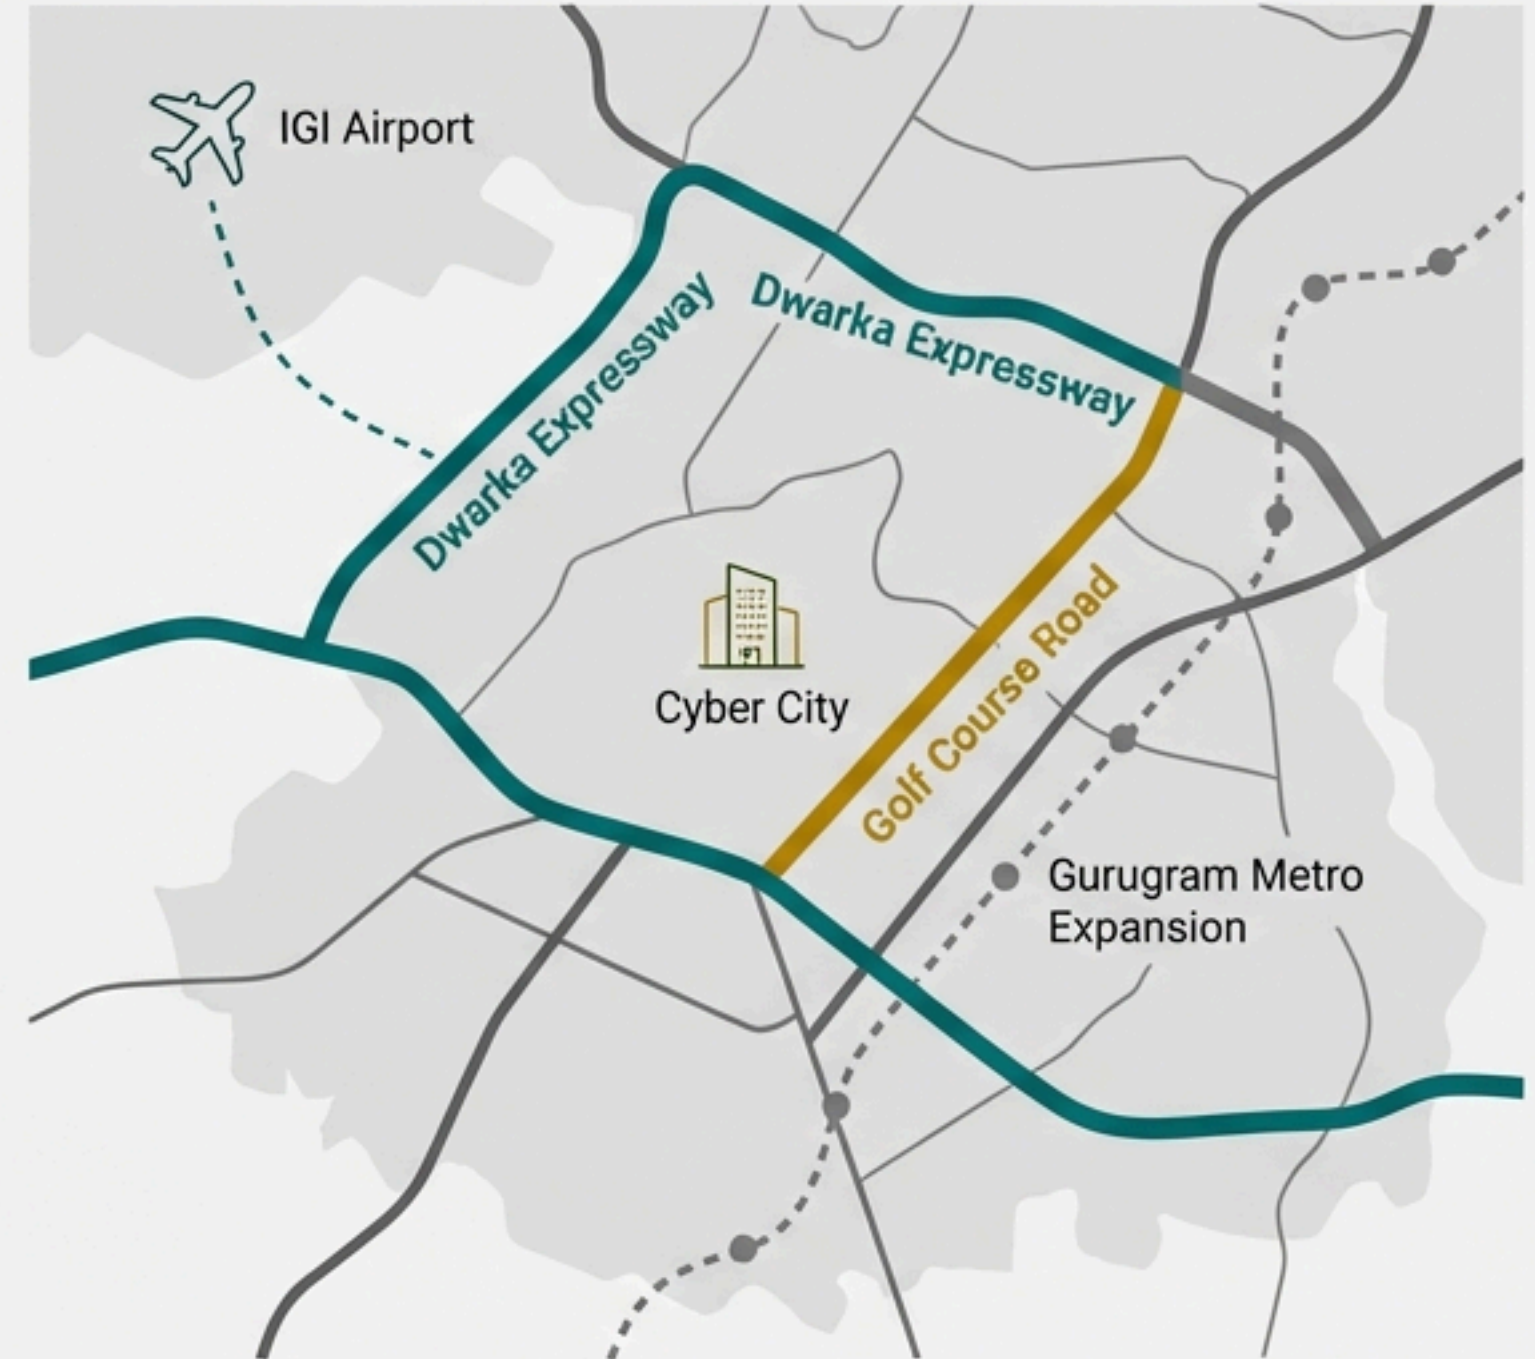 IGI Airport
Dwarka Expressway
Dwarka Expressway
Cyber City
Golf Course Road
Gurugram Metro
Expansion